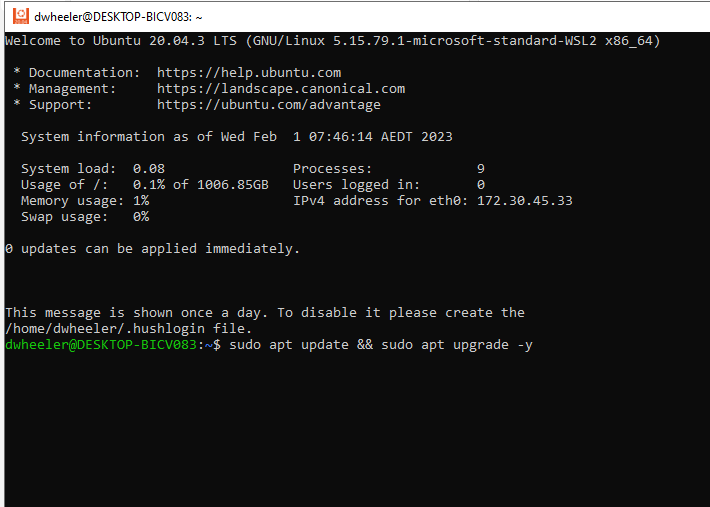 dwheeler@DESKTOP-BICV083: ~
Welcome to Ubuntu 20.04.3 LTS (GNU/Linux 5.15.79.1-microsoft-standard-WSL2 x86_64)
* Documentation:  https://help.ubuntu.com
* Management:     https://landscape.canonical.com
* Support:        https://ubuntu.com/advantage
System information as of Wed Feb  1 07:46:14 AEDT 2023
System load:  0.08                Processes:             9
Usage of /:   0.1% of 1006.85GB   Users logged in:       0
Memory usage: 1%                  IPv4 address for eth0: 172.30.45.33
Swap usage:   0%
0 updates can be applied immediately.
This message is shown once a day. To disable it please create the
/home/dwheeler/.hushlogin file.
dwheeler@DESKTOP-BICV083:~$ sudo apt update && sudo apt upgrade -y